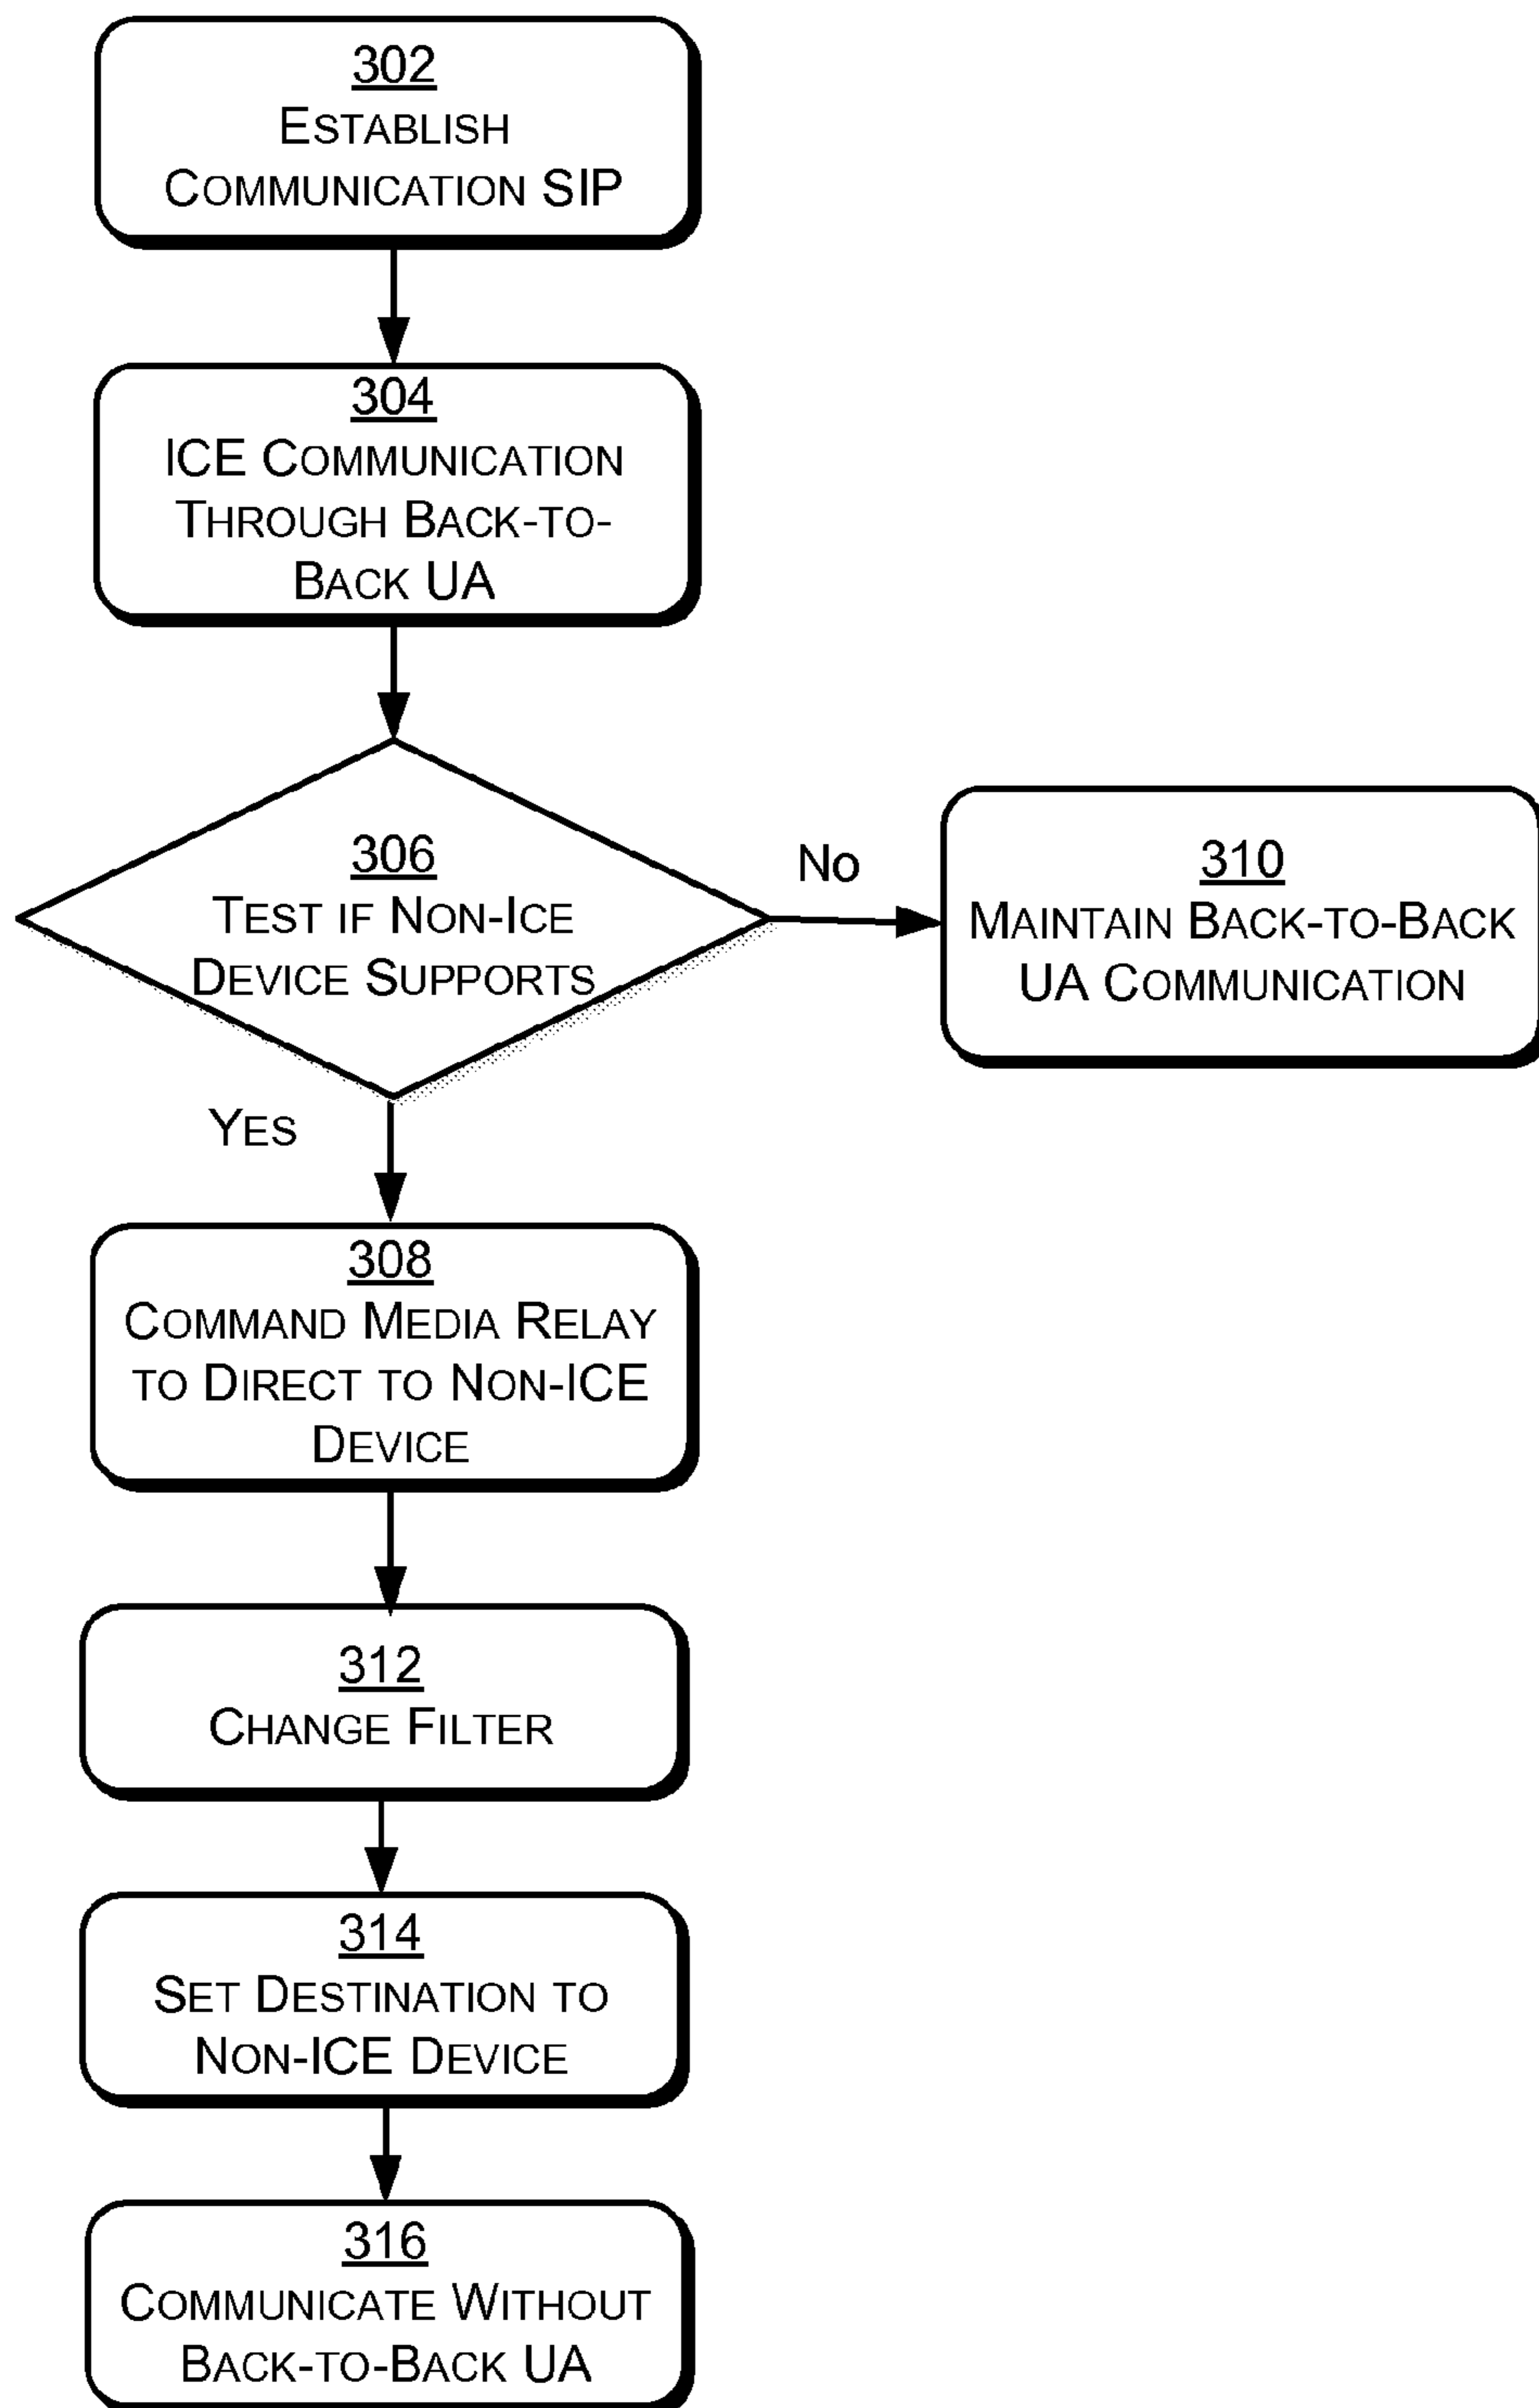 302
ESTABLISH
COMMUNICATION SIP
304
ICE COMMUNICATION
THROUGH BACK-TO-
BACK UA
306
TEST IF NON-ICE
DEVICE SUPPORTS
No
310
MAINTAIN BACK-TO-BACK
UA COMMUNICATION
YES
308
COMMAND MEDIA RELAY
TO DIRECT TO NON-ICE
DEVICE
312
CHANGE FILTER
314
SET DESTINATION TO
NON-ICE DEVICE
316
COMMUNICATE WITHOUT
BACK-TO-BACK UA